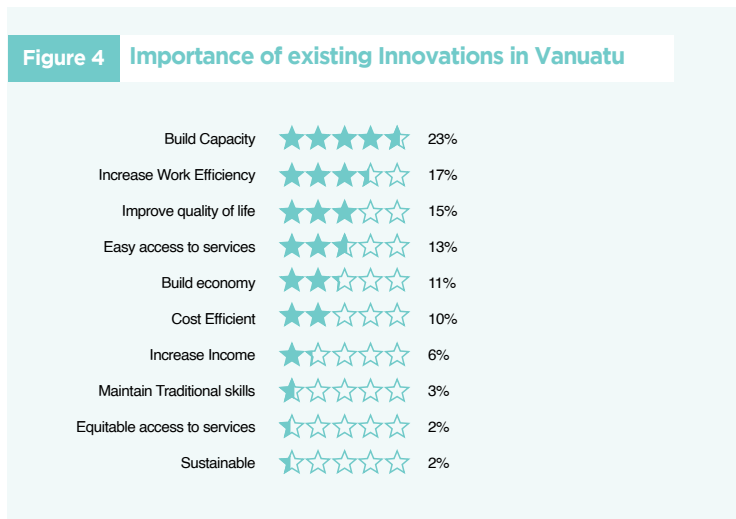 Figure 4 Importance of existing Innovations in Vanuatu
Build Capacity 23%
Increase Work Efficiency 17%
Improve quality of life 15%
Easy access to services 13%
Build economy 11%
Cost Efficient 10%
Increase Income 6%
Maintain Traditional skills 3%
Equitable access to services 2%
Sustainable 2%